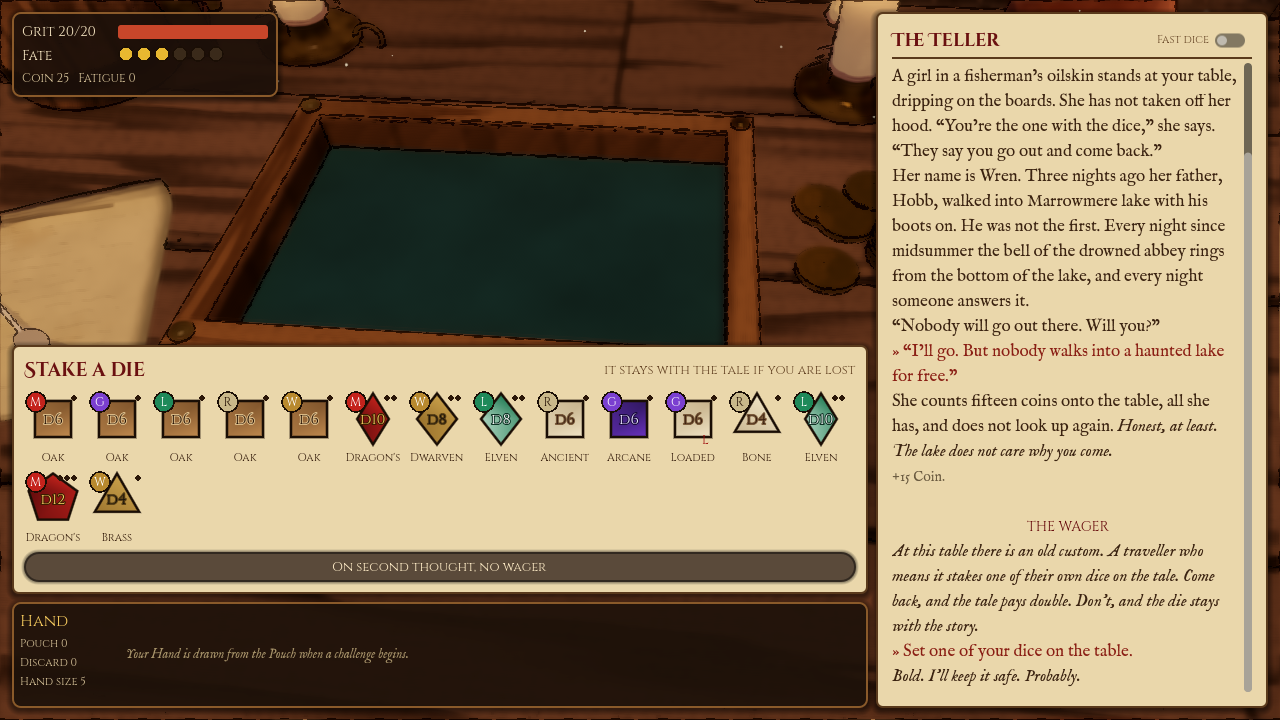 Grit 20/20
Fate
Coin 25 Fatigue 0
The Teller
Fast dice
A girl in a fisherman's oilskin stands at your table,
dripping on the boards. She has not taken off her
hood. “You're the one with the dice,” she says.
“They say you go out and come back.”
Her name is Wren. Three nights ago her father,
Hobb, walked into Marrowmere lake with his
boots on. He was not the first. Every night since
midsummer the bell of the drowned abbey rings
from the bottom of the lake, and every night
someone answers it.
“Nobody will go out there. Will you?”
» “I'll go. But nobody walks into a haunted lake
for free.”
She counts fifteen coins onto the table, all she
has, and does not look up again. Honest, at least.
The lake does not care why you come.
+15 Coin.
The Wager
At this table there is an old custom. A traveller who
means it stakes one of their own dice on the tale. Come
back, and the tale pays double. Don't, and the die stays
with the story.
» Set one of your dice on the table.
Bold. I'll keep it safe. Probably.
Stake a die
It stays with the tale if you are lost
M G L R W M W L R G G R L
D6 D6 D6 D6 D6 D10 D8 D8 D6 D6 D6 D4 D10
L
Oak Oak Oak Oak Oak Dragon's Dwarven Elven Ancient Arcane Loaded Bone Elven
M W
D12 D4
Dragon's Brass
On second thought, no wager
Hand
Pouch 0
Discard 0
Hand size 5
Your Hand is drawn from the Pouch when a challenge begins.